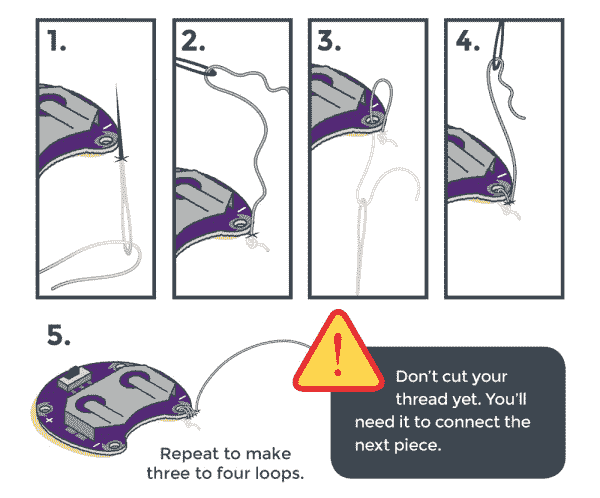 1.
2.
3.
4.
5.
Repeat to make
three to four loops.
!
Don't cut your
thread yet. You'll
need it to connect the
next piece.